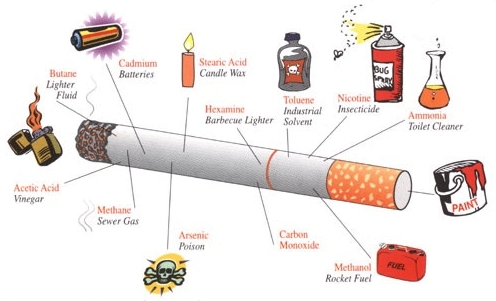 Cadmium
Batteries
Stearic Acid
Candle Wax
Butane
Lighter
Fluid
Hexamine
Barbecue Lighter
Toluene
Industrial
Solvent
Nicotine
Insecticide
BUG
SPRAY
Ammonia
Toilet Cleaner
Acetic Acid
Vinegar
Methane
Sewer Gas
Arsenic
Poison
Carbon
Monoxide
Methanol
Rocket Fuel
FUEL
PAINT